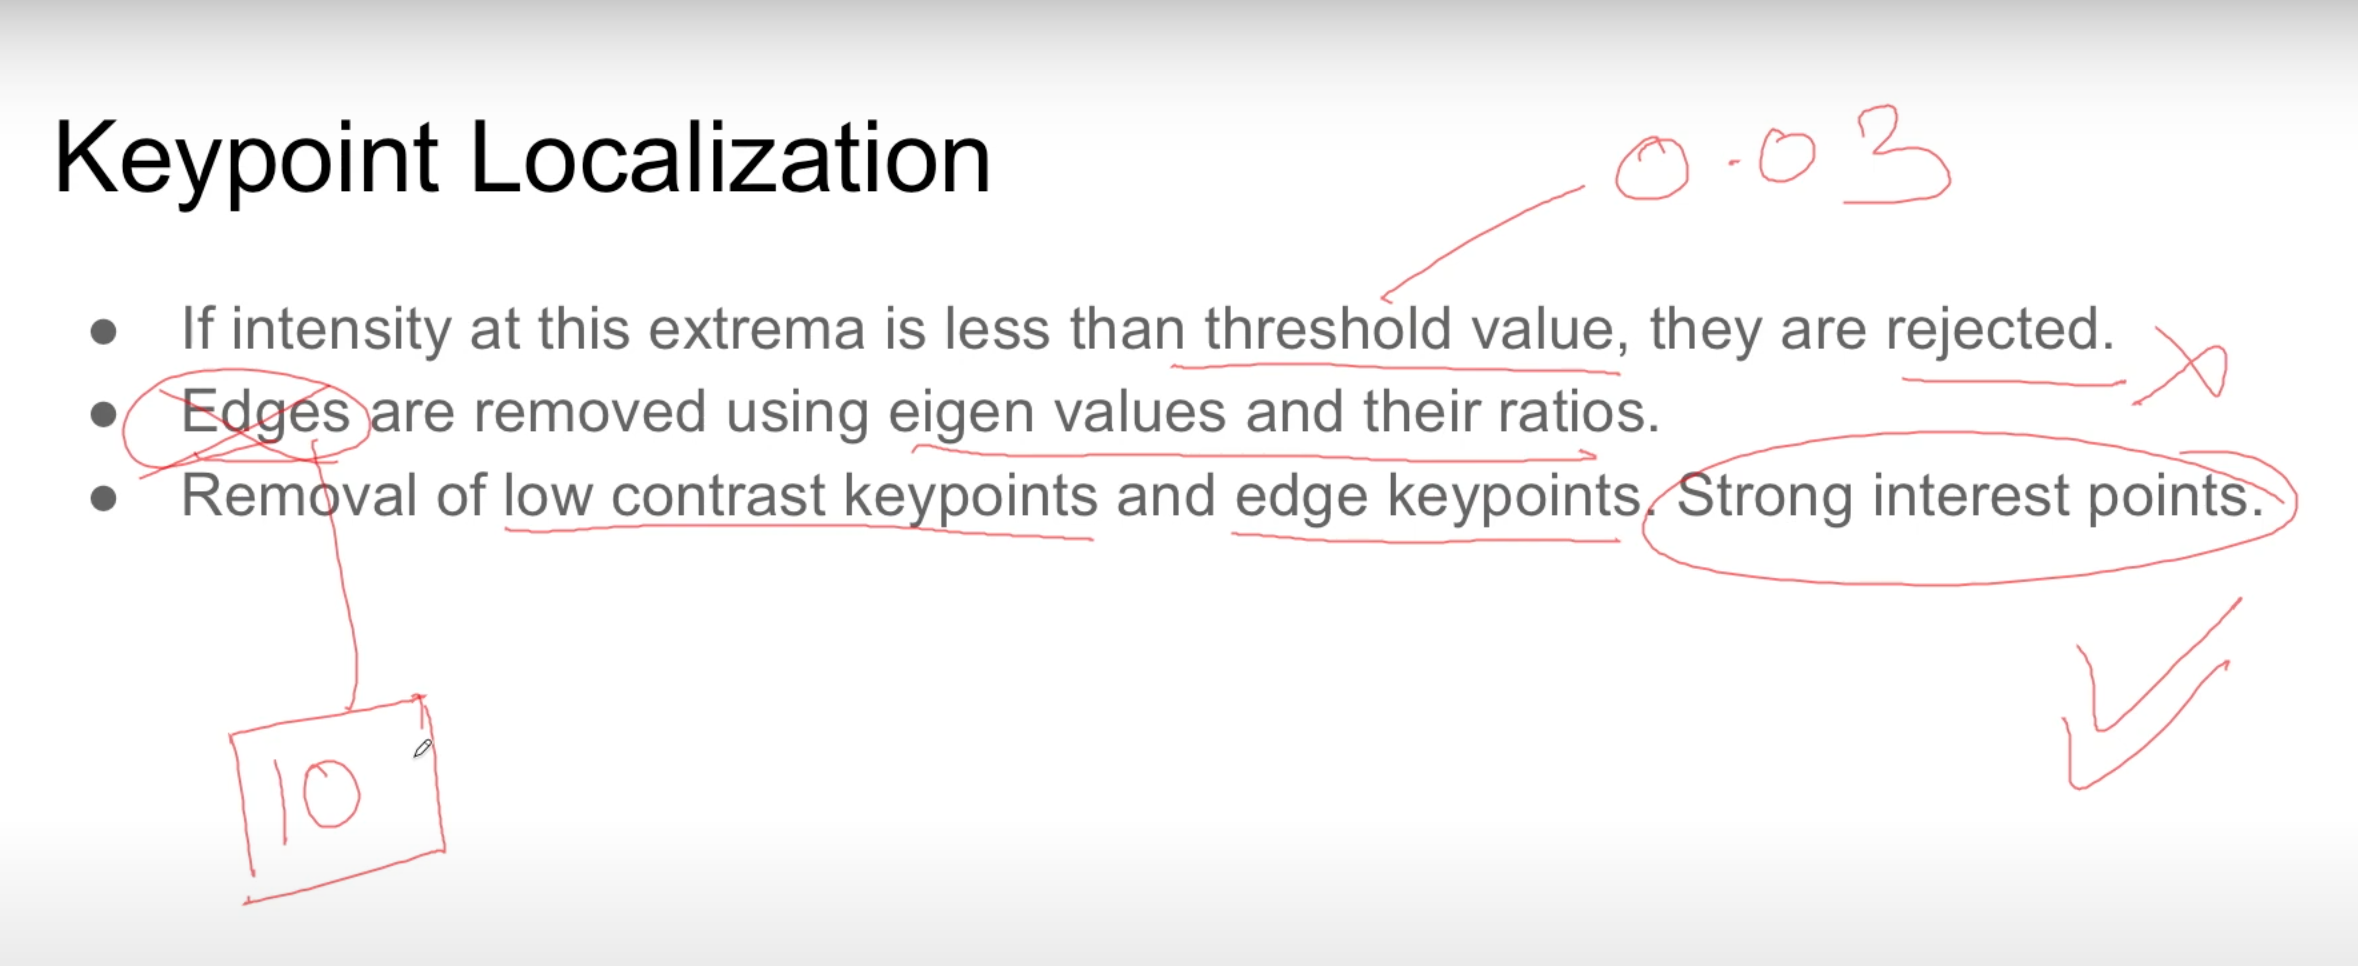 Keypoint Localization
0.03
● If intensity at this extrema is less than threshold value, they are rejected.
● Edges are removed using eigen values and their ratios.
● Removal of low contrast keypoints and edge keypoints. Strong interest points.
10